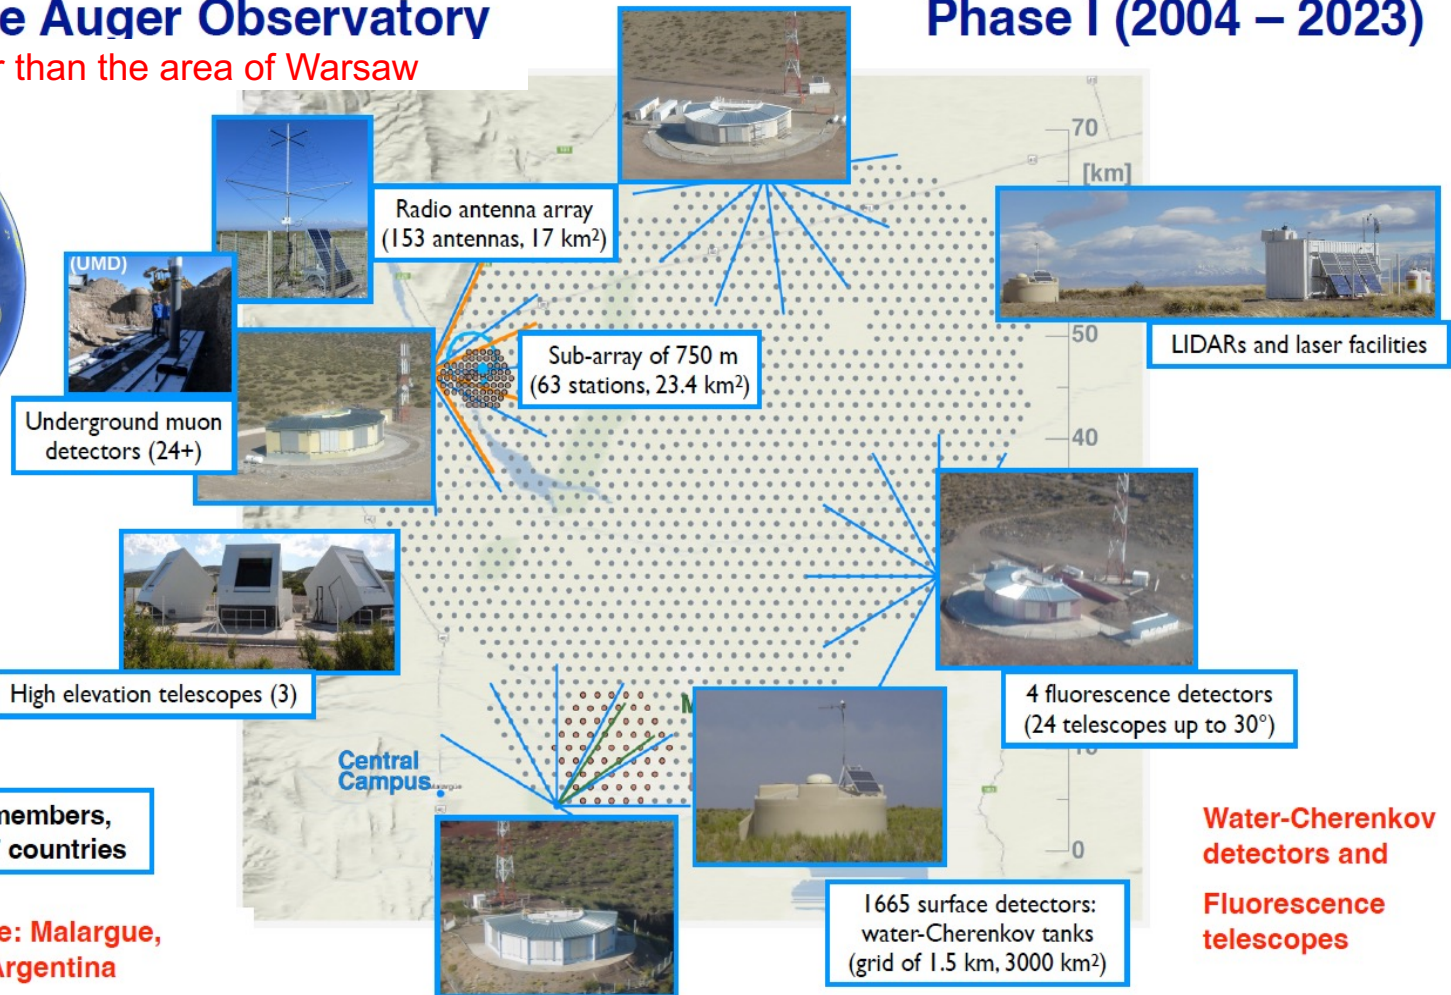 e Auger Observatory
Phase I (2004 – 2023)
r than the area of Warsaw
70
[km]
Radio antenna array
(153 antennas, 17 km²)
(UMD)
50
LIDARs and laser facilities
Sub-array of 750 m
(63 stations, 23.4 km²)
Underground muon
detectors (24+)
40
High elevation telescopes (3)
4 fluorescence detectors
(24 telescopes up to 30°)
Central
Campus
0
members,
countries
Water-Cherenkov
detectors and
Fluorescence
telescopes
1665 surface detectors:
water-Cherenkov tanks
(grid of 1.5 km, 3000 km²)
e: Malargue,
Argentina